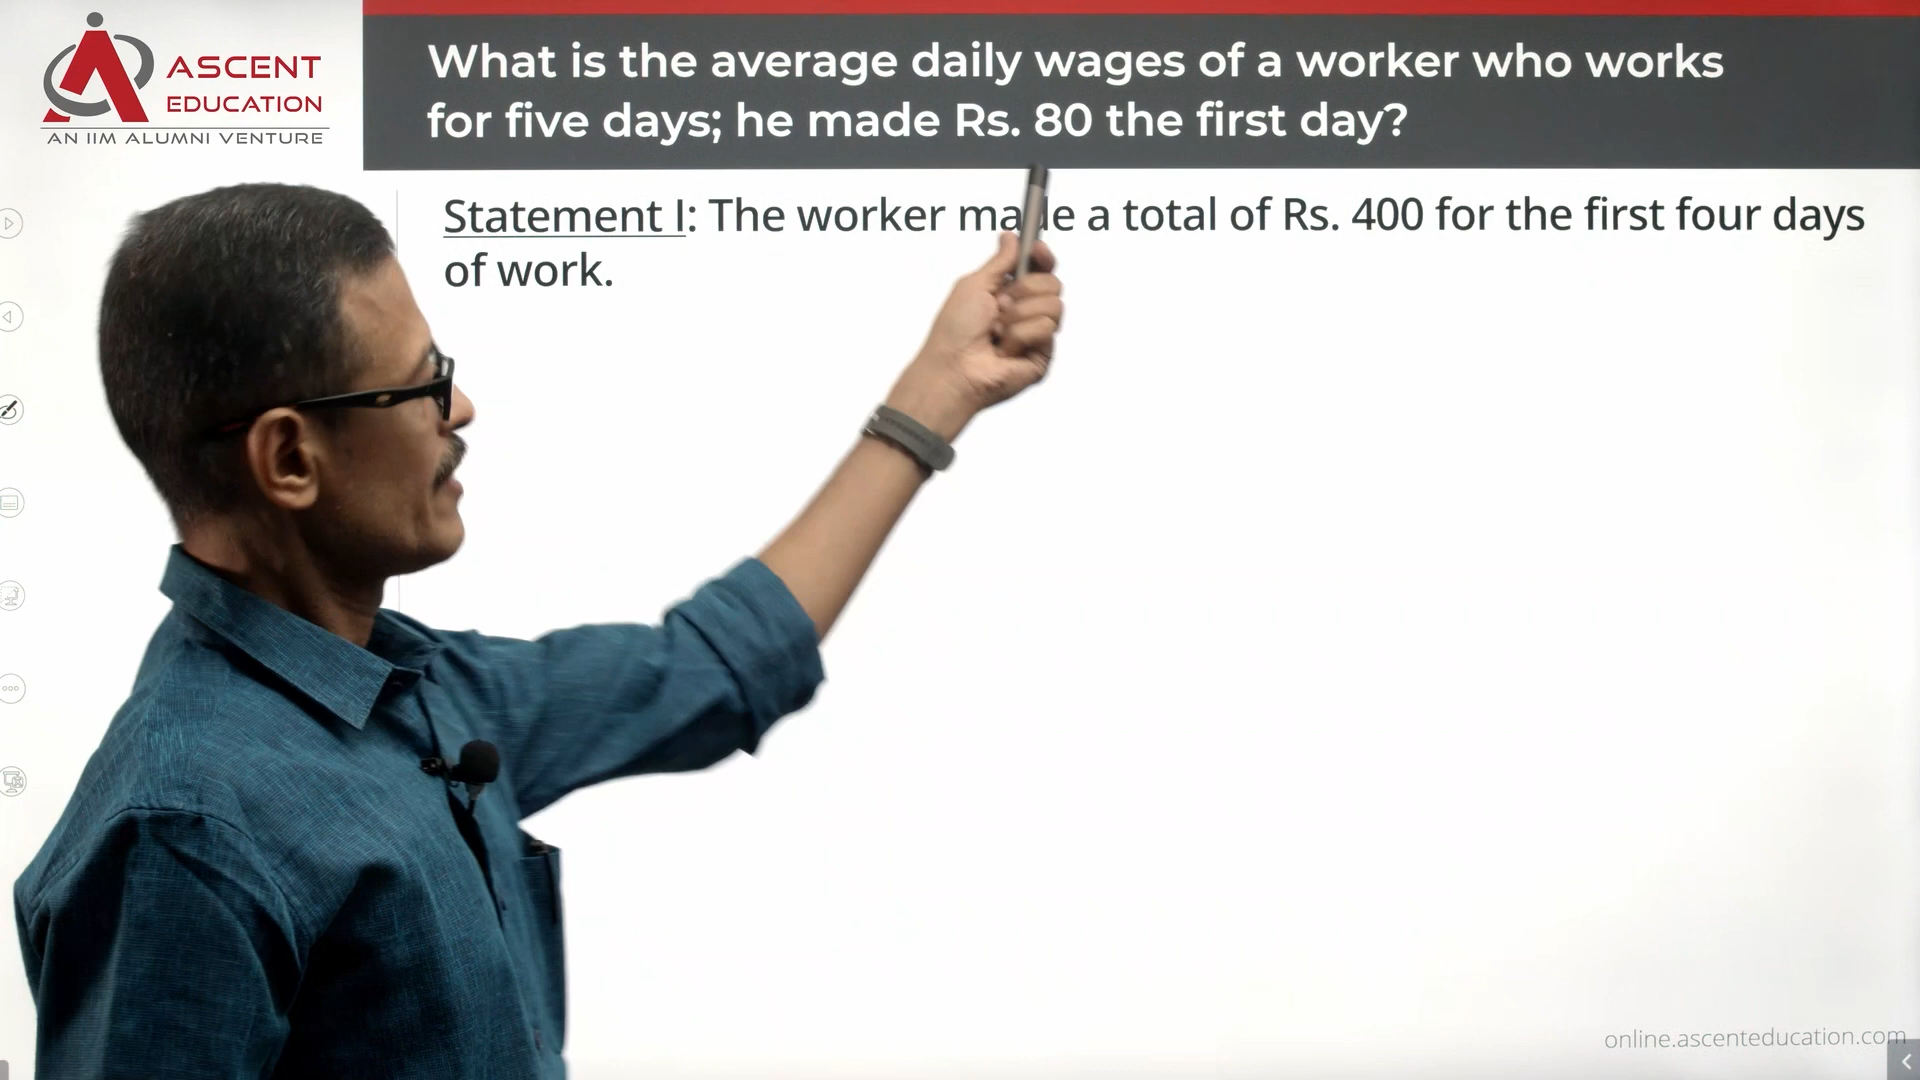 ASCENT
EDUCATION
AN IIM ALUMNI VENTURE
What is the average daily wages of a worker who works
for five days; he made Rs. 80 the first day?
Statement I: The worker made a total of Rs. 400 for the first four days
of work.
online.ascenteducation.com